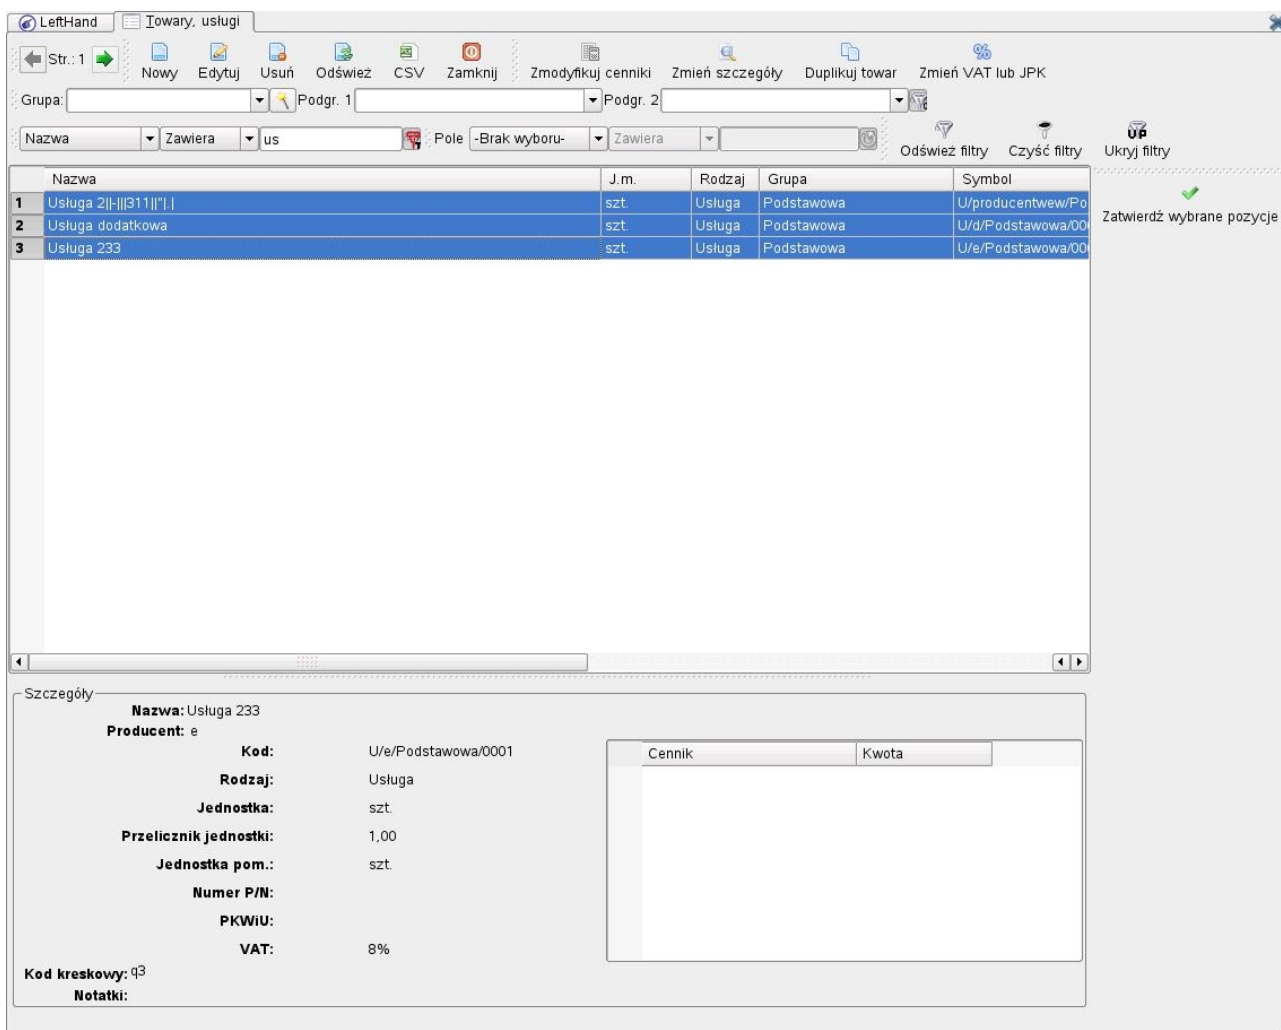 LeftHand Towary, usługi
Str.: 1 Nowy Edytuj Usuń Odśwież CSV Zamknij Zmodyfikuj cenniki Zmień szczegóły Duplikuj towar Zmień VAT lub JPK
Grupa: Podgr. 1 Podgr. 2
Nazwa Zawiera us Pole -Brak wyboru- Zawiera Odśwież filtry Czyść filtry UP Ukryj filtry
Nazwa J.m. Rodzaj Grupa Symbol
1 Usługa 2||-|||311||"|.| szt. Usługa Podstawowa U/producentwew/Po
2 Usługa dodatkowa szt. Usługa Podstawowa U/d/Podstawowa/00
3 Usługa 233 szt. Usługa Podstawowa U/e/Podstawowa/00
Zatwierdź wybrane pozycje
Szczegóły
Nazwa: Usługa 233
Producent: e
Kod: U/e/Podstawowa/0001
Rodzaj: Usługa
Jednostka: szt.
Przelicznik jednostki: 1,00
Jednostka pom.: szt.
Numer P/N:
PKWiU:
VAT: 8%
Kod kreskowy: q3
Notatki:
Cennik Kwota